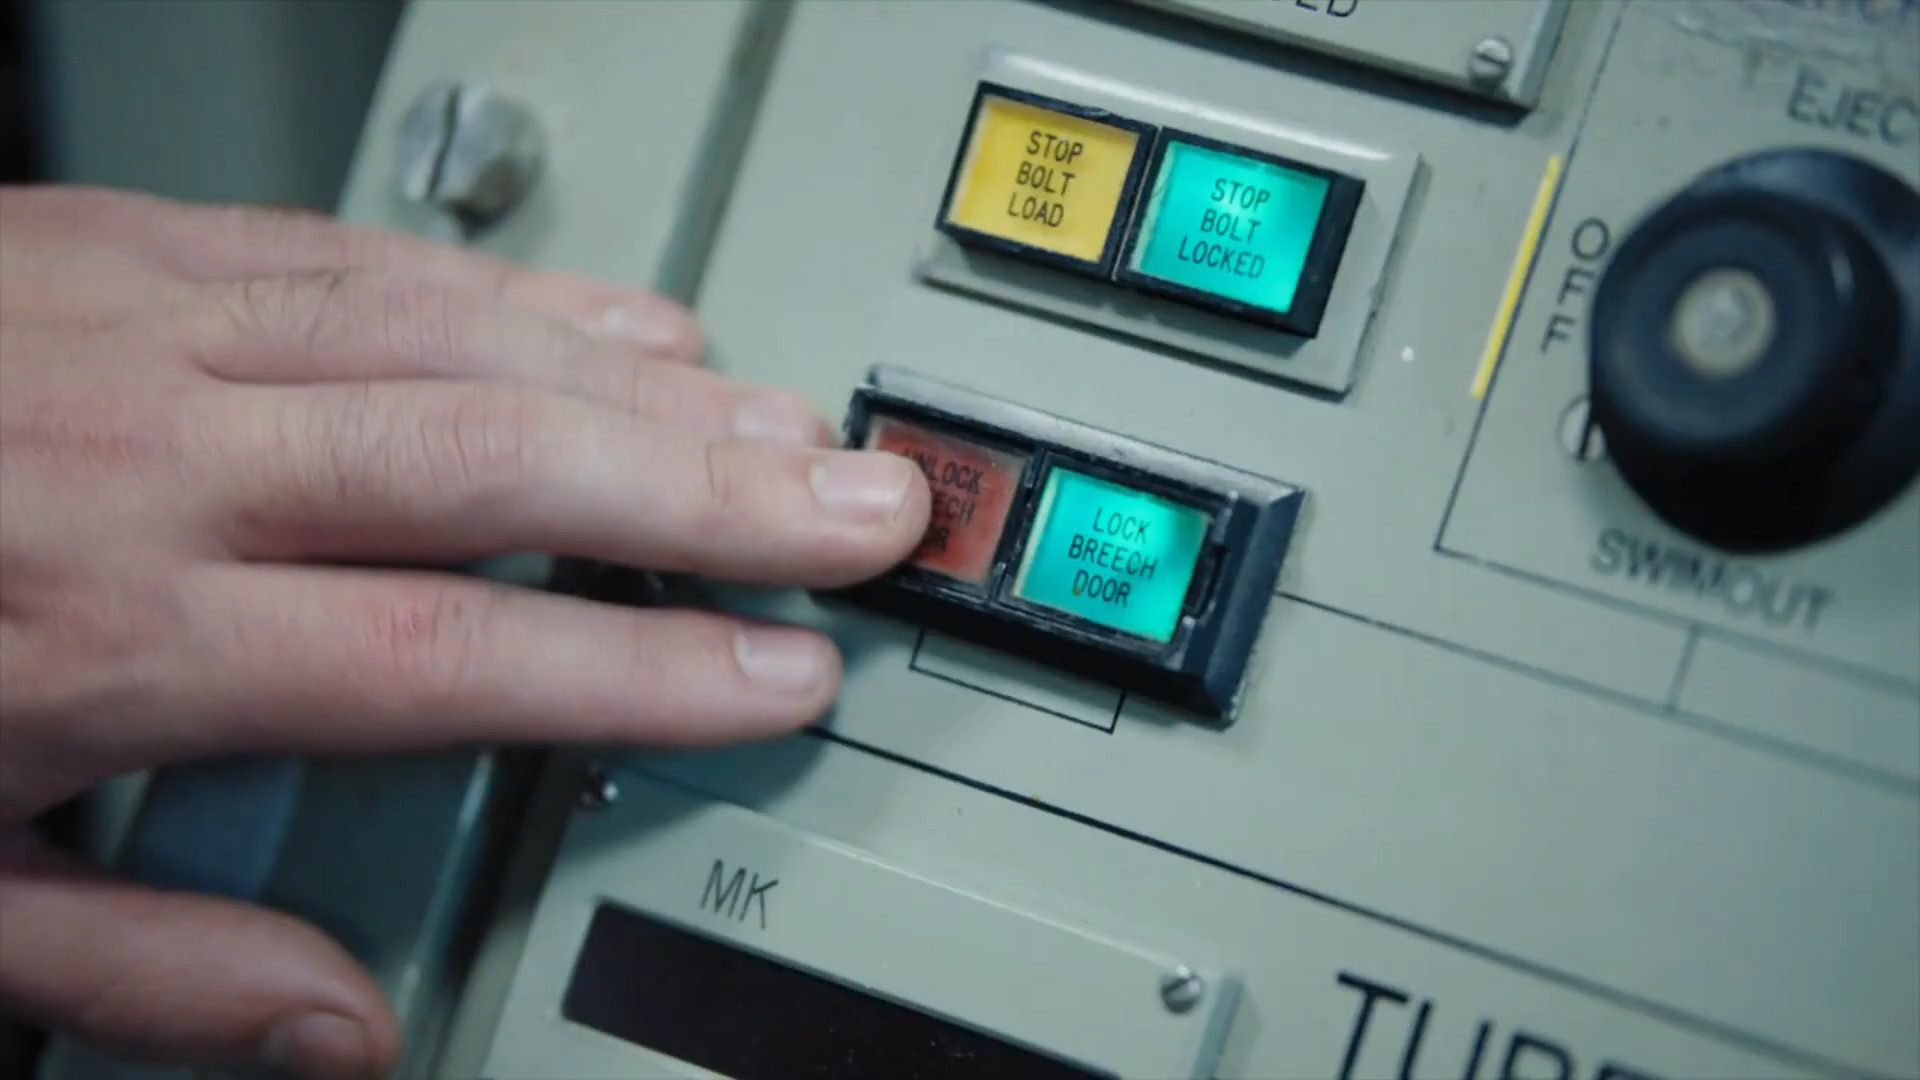 STOP
BOLT
LOAD
STOP
BOLT
LOCKED
OFF
SWIMOUT
LOCK
BREECH
DOOR
MK